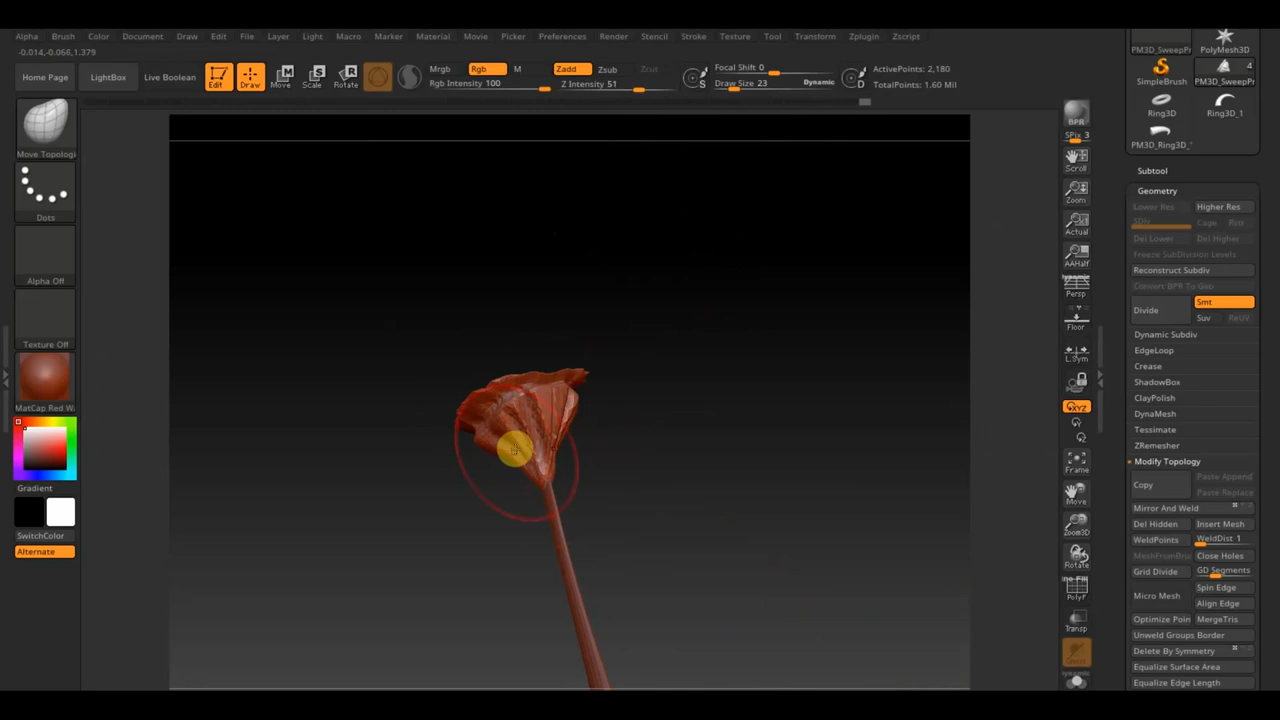 Alpha Brush Color Document Draw Edit File Layer Light Macro Marker Material Movie Picker Preferences Render Stencil Stroke Texture Tool Transform Zplugin Zscript
-0.014,-0.056,1.379
Home Page LightBox Live Boolean Edit Draw Move Scale Rotate
Mrgb Rgb M Zadd Zsub Zcut
Rgb Intensity 100 Z Intensity 51
Focal Shift 0
Draw Size 23 Dynamic
ActivePoints: 2,180
TotalPoints: 1.60 Mil
S
D
Move Topologi
Dots
Alpha Off
Texture Off
MatCap Red Wa
Gradient
SwitchColor
Alternate
BPR
SPix 3
Scroll
Zoom
Actual
AAHalf
Dynamic
Persp
Floor
L.Sym
XYZ
Frame
Move
Zoom3D
Rotate
PolyF
Transp
Dynamic
PM3D_SweepPr PolyMesh3D
4
SimpleBrush PM3D_SweepPr
Ring3D Ring3D_1
PM3D_Ring3D_
Subtool
Geometry
Lower Res Higher Res
SDiv Cage Rstr
Del Lower Del Higher
Freeze SubDivision Levels
Reconstruct Subdiv
Convert BPR To Geo
Divide Smt
Suv ReUV
Dynamic Subdiv
EdgeLoop
Crease
ShadowBox
ClayPolish
DynaMesh
Tessimate
ZRemesher
Modify Topology
Copy Paste Append
Paste Replace
Mirror And Weld
Del Hidden Insert Mesh
WeldPoints WeldDist 1
MeshFromBru Close Holes
Grid Divide GD Segments
Micro Mesh Spin Edge
Align Edge
Optimize Poin MergeTris
Unweld Groups Border
Delete By Symmetry
Equalize Surface Area
Equalize Edge Length